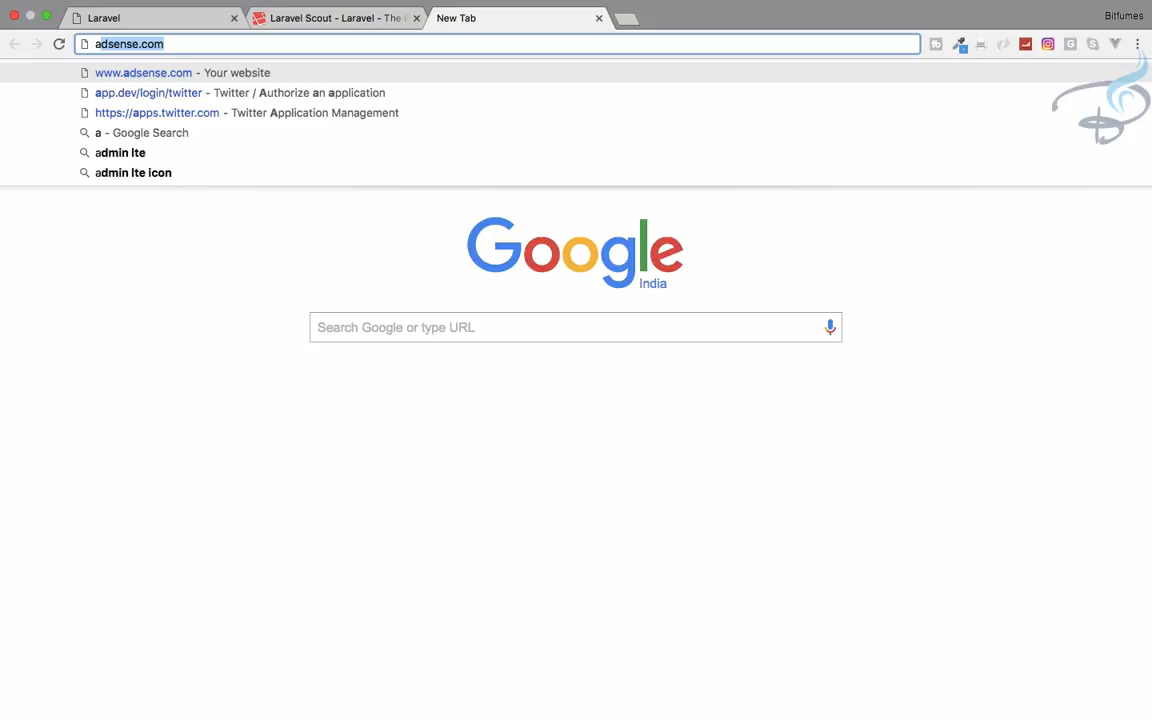 Laravel
Laravel Scout - Laravel - The
New Tab
Bitfumes
adsense.com
www.adsense.com - Your website
app.dev/login/twitter - Twitter / Authorize an application
https://apps.twitter.com - Twitter Application Management
a - Google Search
admin lte
admin lte icon
Google
India
Search Google or type URL